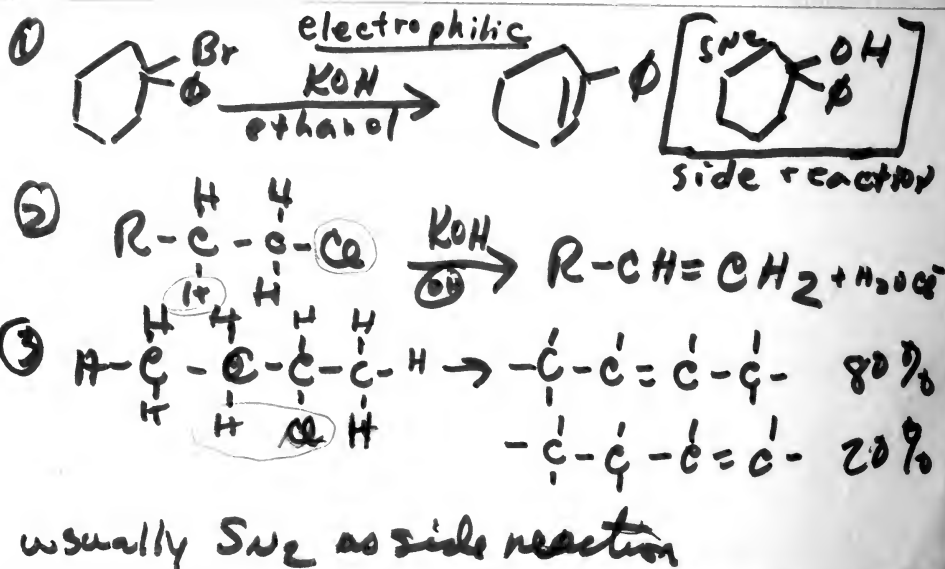 ① Br Ø electrophilic KOH ethanol Ø [SN2 OH Ø]
side reaction
② R-C-C-Cl H H H H KOH OH R-CH=CH2 + H2O Cl-
③ H-C-C-C-C-H H H H H H H Cl H → -C-C=C-C- 80%
-C-C-C=C- 20%
usually SN2 as side reaction